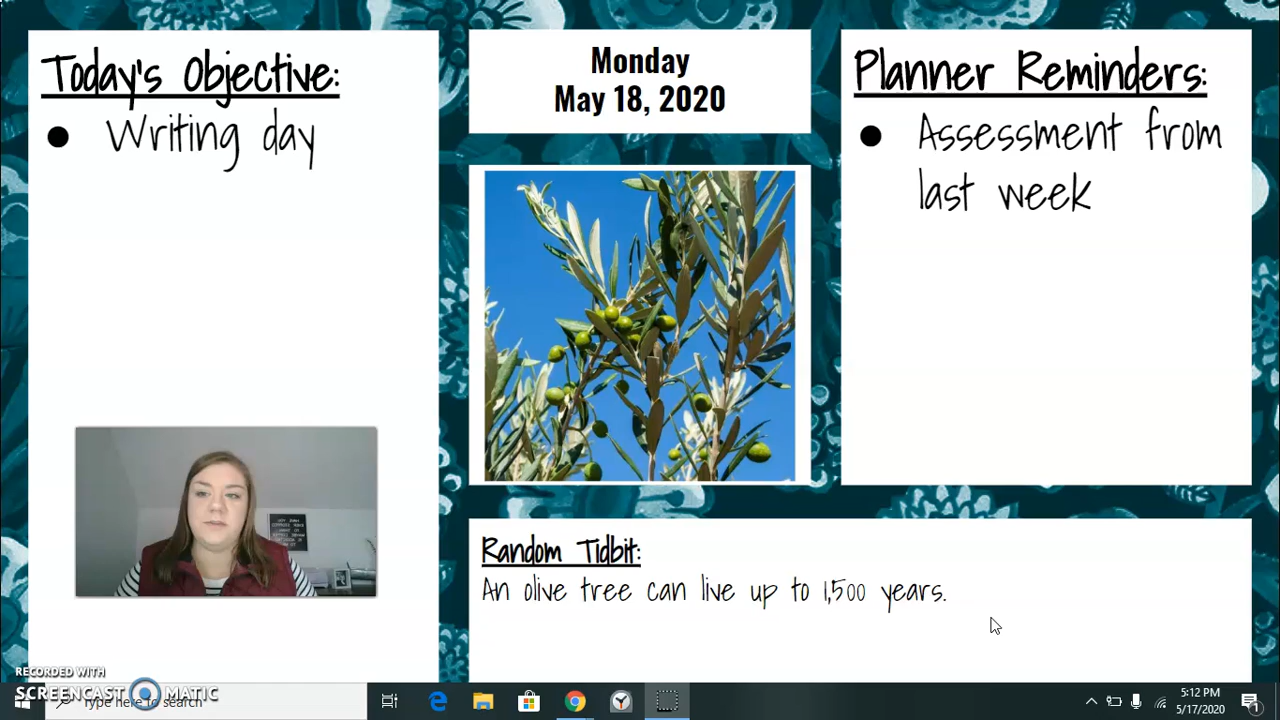 Today's Objective:
● Writing day
Monday
May 18, 2020
Planner Reminders:
● Assessment from
last week
Random Tidbit:
An olive tree can live up to 1,500 years.
RECORDED WITH
SCREENCAST MATIC
Type here to search
5:12 PM
5/17/2020
1